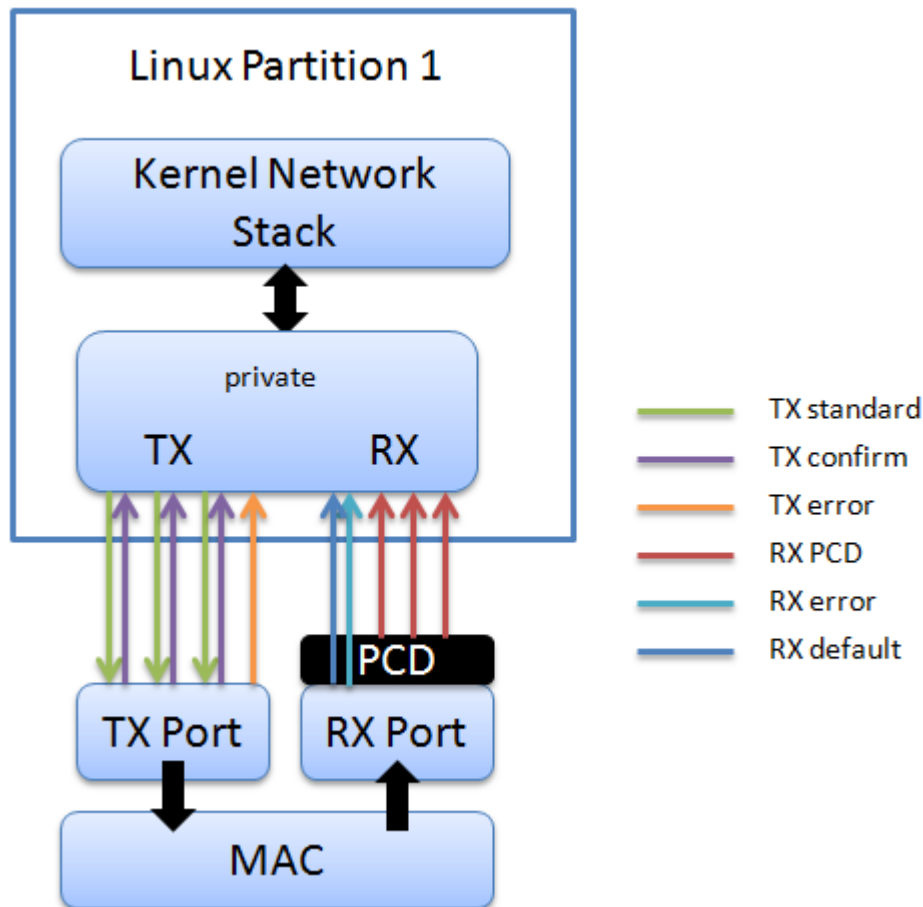 Linux Partition 1
Kernel Network
Stack
private
TX RX
TX standard
TX confirm
TX error
RX PCD
RX error
RX default
PCD
TX Port RX Port
MAC